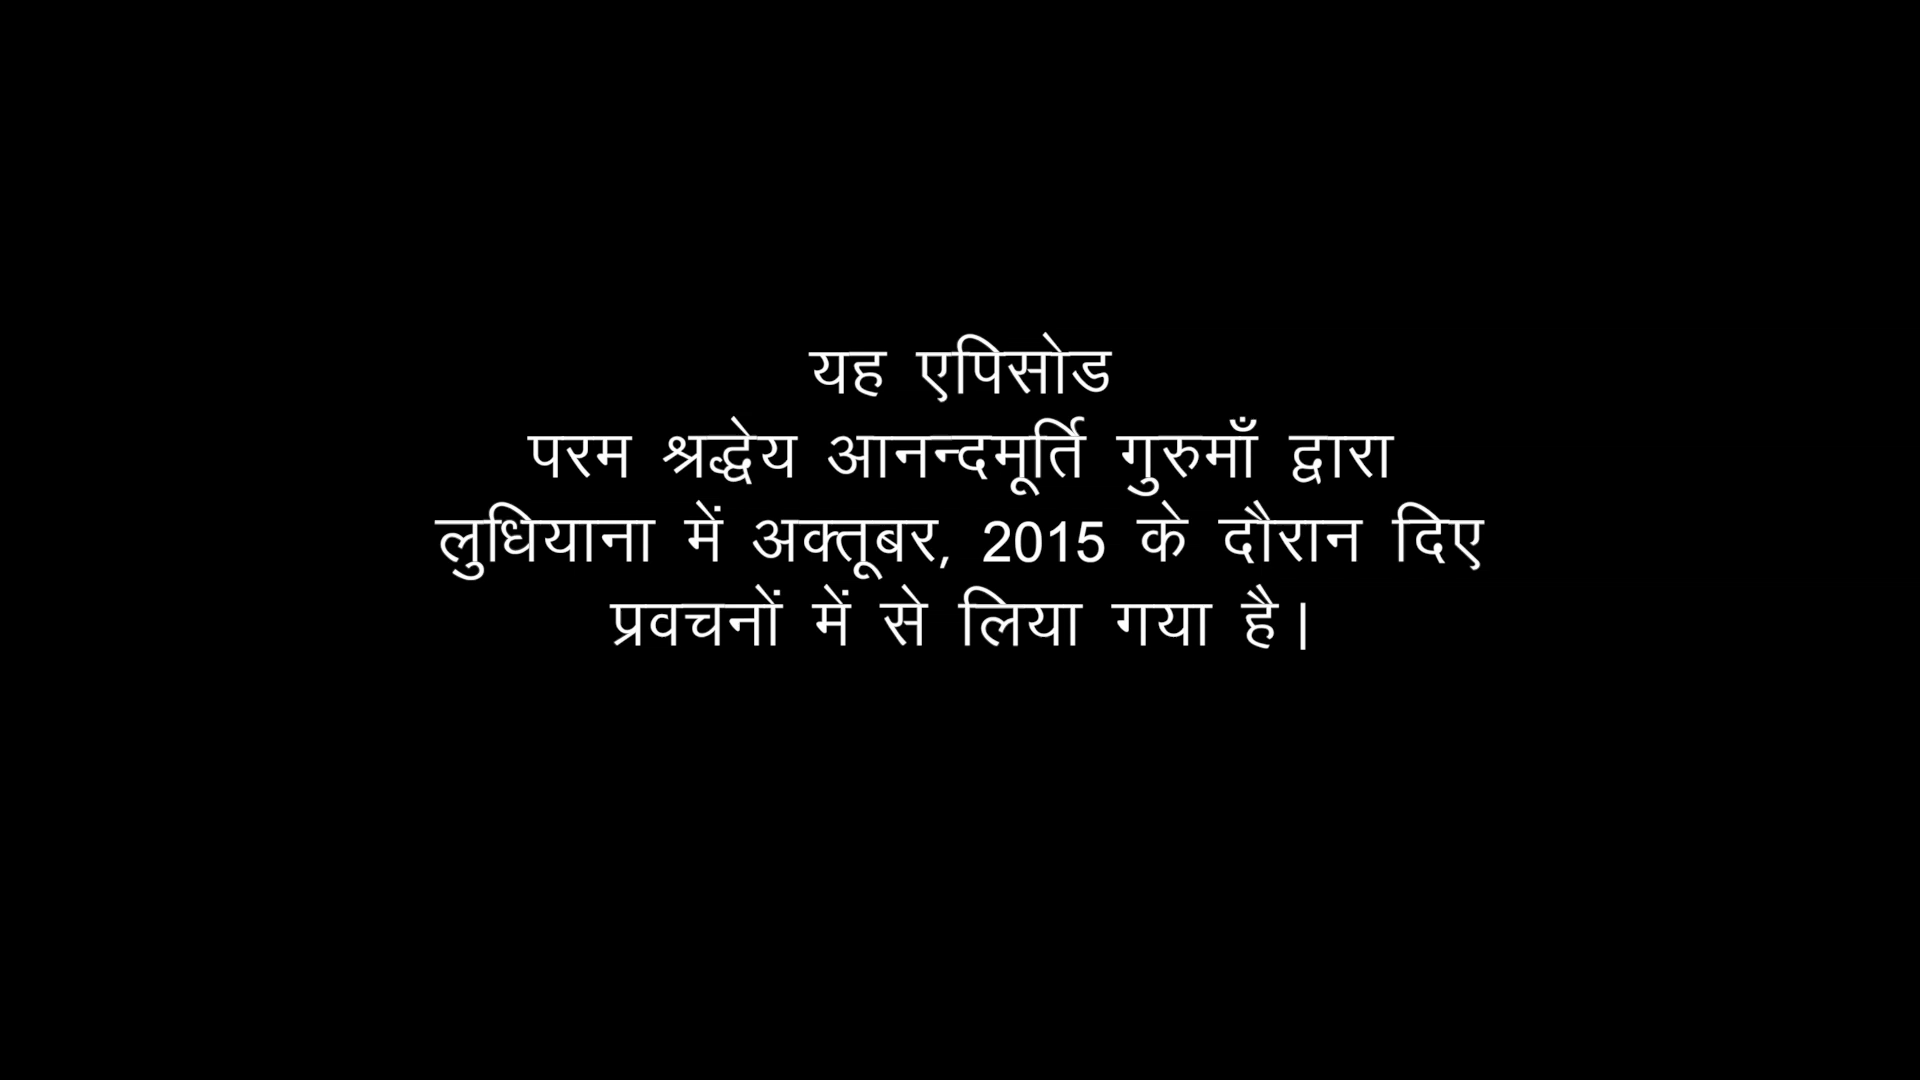 यह एपिसोड
परम श्रद्धेय आनन्दमूर्ति गुरुमाँ द्वारा
लुधियाना में अक्तूबर, 2015 के दौरान दिए
प्रवचनों में से लिया गया है।